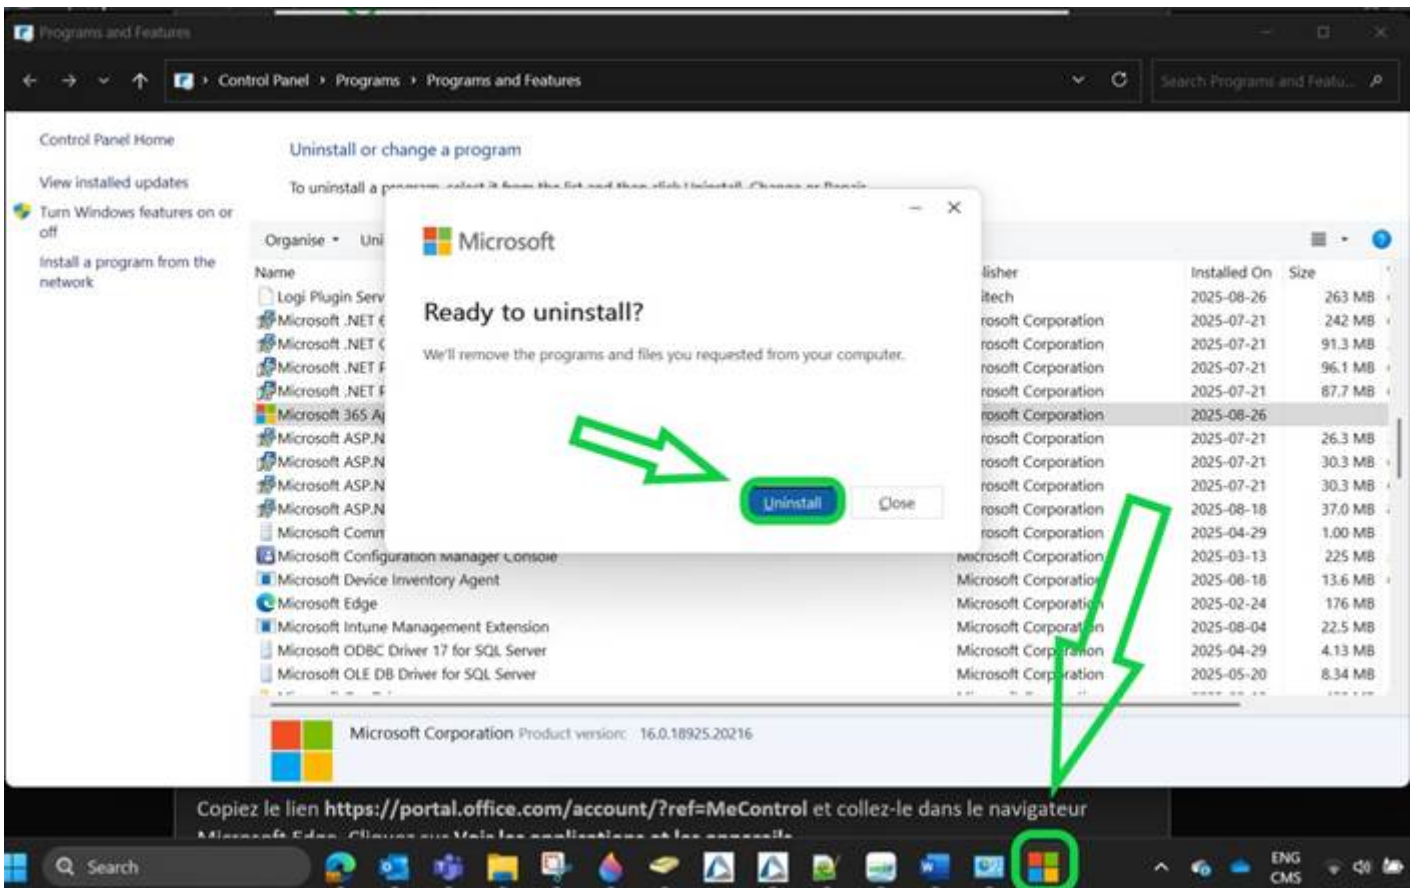 Programs and Features
Control Panel › Programs › Programs and Features
Search Programs and Featu...
Control Panel Home
View installed updates
Turn Windows features on or
off
Install a program from the
network
Uninstall or change a program
To uninstall a program, select it from the list and then click Uninstall, Change or Repair.
Organise Uni
Microsoft
Ready to uninstall?
We'll remove the programs and files you requested from your computer.
Uninstall Close
Name lisher Installed On Size
Logi Plugin Serv itech 2025-08-26 263 MB
Microsoft .NET 6 rosoft Corporation 2025-07-21 242 MB
Microsoft .NET C rosoft Corporation 2025-07-21 91.3 MB
Microsoft .NET F rosoft Corporation 2025-07-21 96.1 MB
Microsoft .NET F rosoft Corporation 2025-07-21 87.7 MB
Microsoft 365 Ap rosoft Corporation 2025-08-26
Microsoft ASP.N rosoft Corporation 2025-07-21 26.3 MB
Microsoft ASP.N rosoft Corporation 2025-07-21 30.3 MB
Microsoft ASP.N rosoft Corporation 2025-07-21 30.3 MB
Microsoft ASP.N rosoft Corporation 2025-08-18 37.0 MB
Microsoft Comm rosoft Corporation 2025-04-29 1.00 MB
Microsoft Configuration Manager Console Microsoft Corporation 2025-03-13 225 MB
Microsoft Device Inventory Agent Microsoft Corporation 2025-08-18 13.6 MB
Microsoft Edge Microsoft Corporation 2025-02-24 176 MB
Microsoft Intune Management Extension Microsoft Corporation 2025-08-04 22.5 MB
Microsoft ODBC Driver 17 for SQL Server Microsoft Corporation 2025-04-29 4.13 MB
Microsoft OLE DB Driver for SQL Server Microsoft Corporation 2025-05-20 8.34 MB
Microsoft Corporation Product version: 16.0.18925.20216
Copiez le lien https://portal.office.com/account/?ref=MeControl et collez-le dans le navigateur
Microsoft Edge. Cliquez sur Voir les applications et les appareils
Search
ENG
CMS